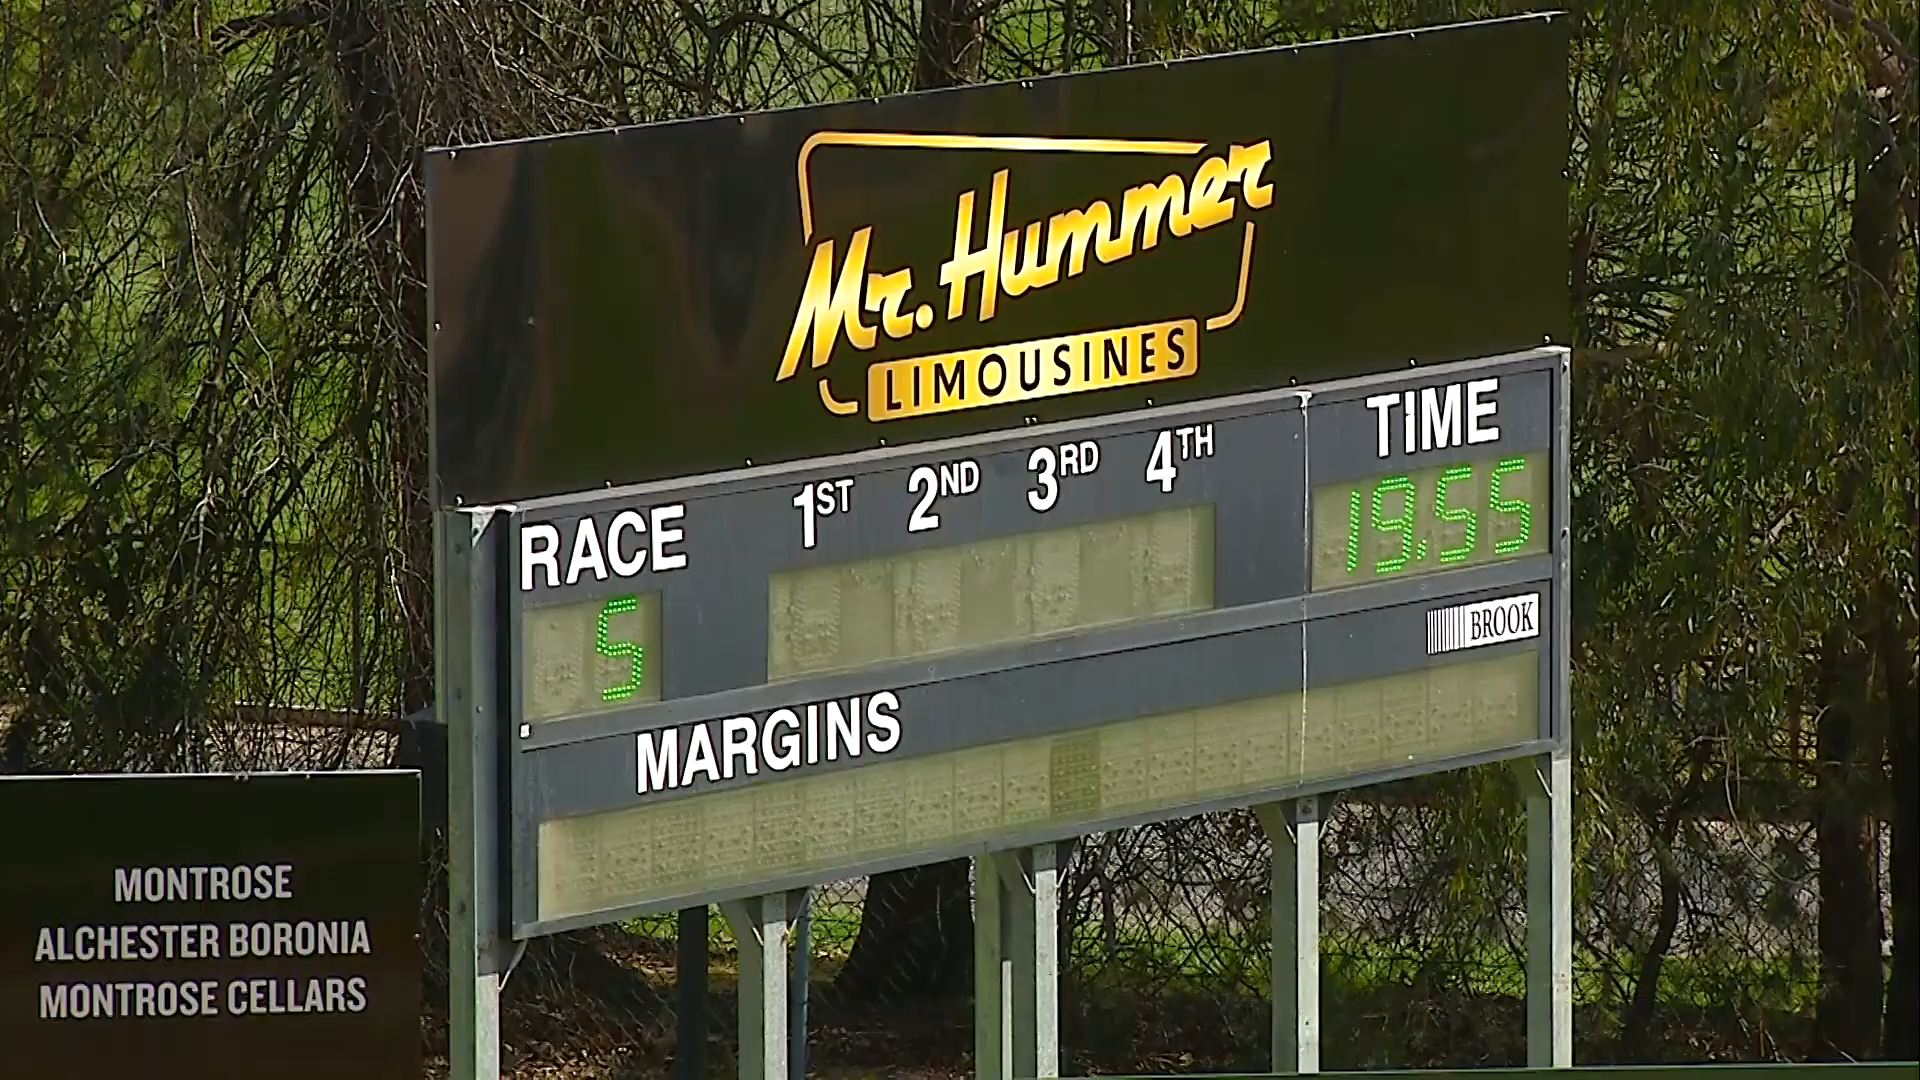 Mr. Hummer
LIMOUSINES
RACE 1ST 2ND 3RD 4TH TIME
5 19.55
BROOK
MARGINS
MONTROSE
ALCHESTER BORONIA
MONTROSE CELLARS